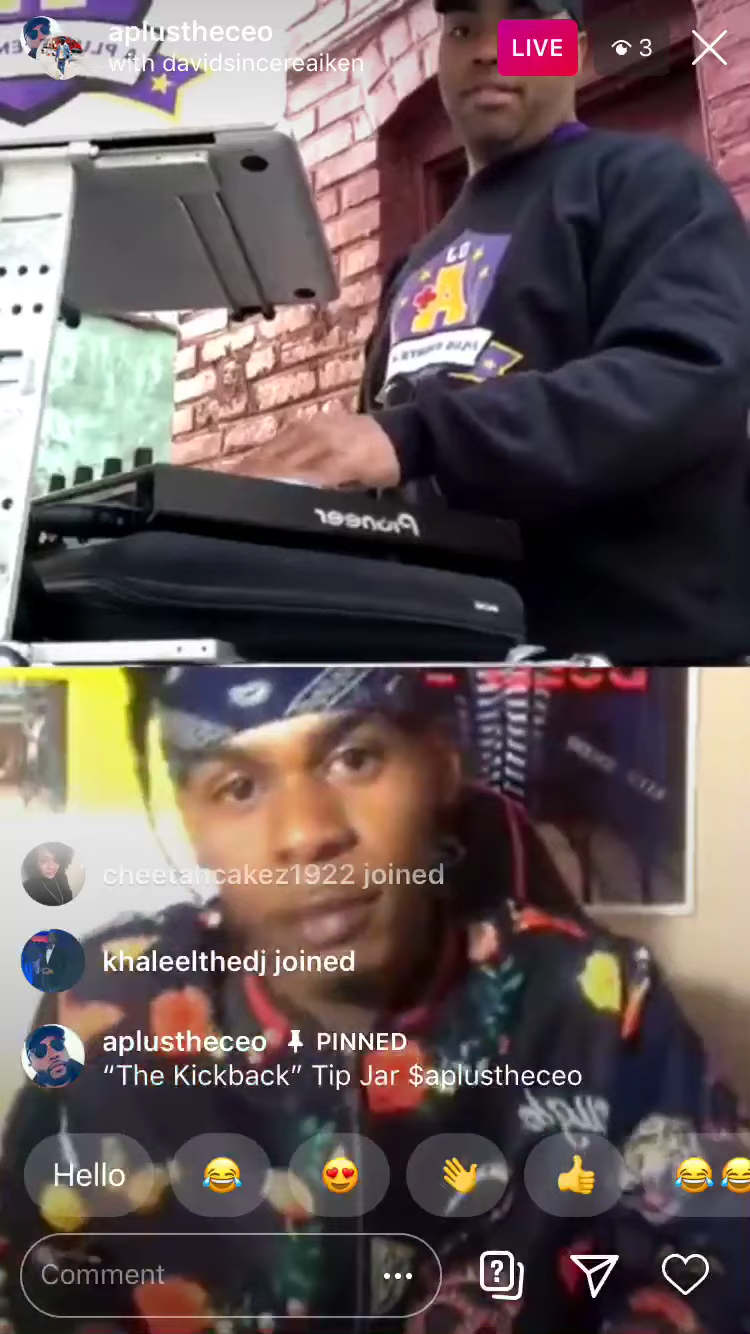 aplustheceo
with davidsincereaiken
LIVE
3
A
Pioneer
cheetahcakez1922 joined
khaleelthedj joined
aplustheceo PINNED
“The Kickback” Tip Jar $aplustheceo
Hello
Comment